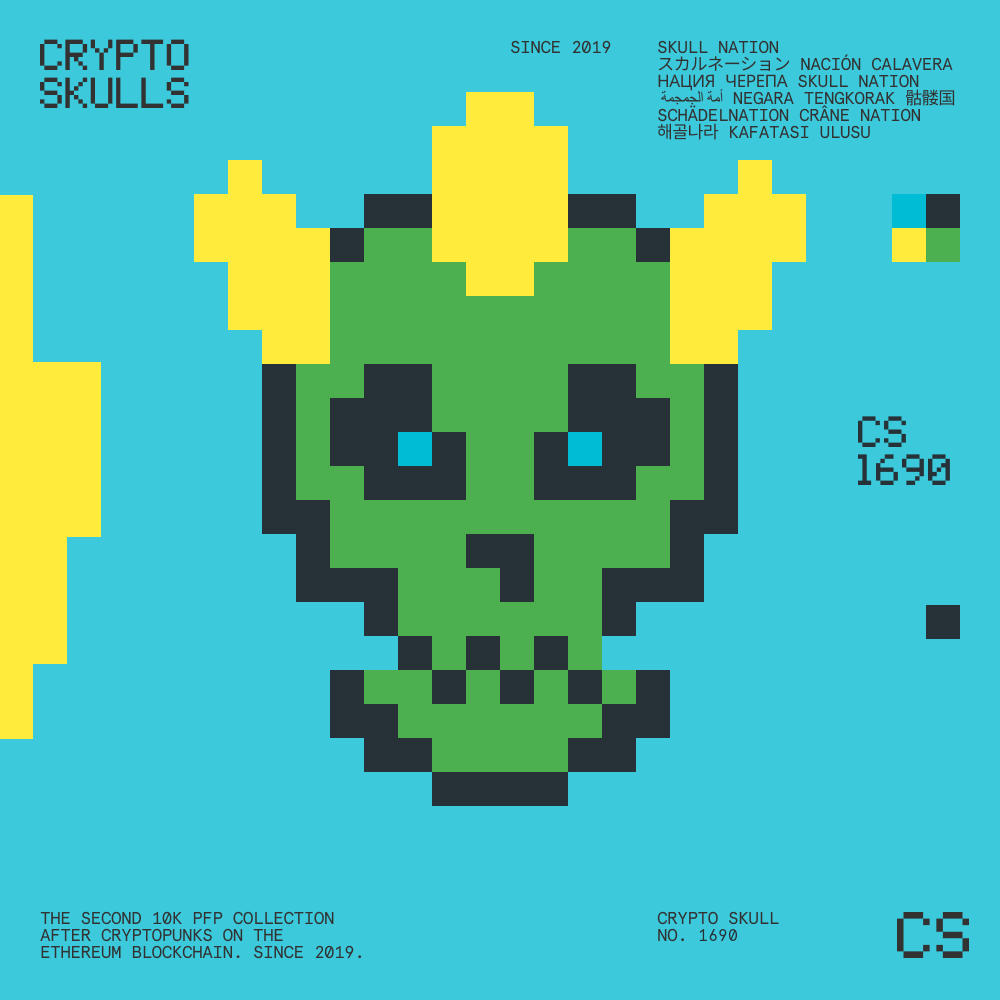 CRYPTO
SKULLS
SINCE 2019
SKULL NATION
スカルネーション NACIÓN CALAVERA
НАЦИЯ ЧЕРЕПА SKULL NATION
أمة الجمجمة NEGARA TENGKORAK 骷髅国
SCHÄDELNATION CRÂNE NATION
해골나라 KAFATASI ULUSU
CS
1690
THE SECOND 10K PFP COLLECTION
AFTER CRYPTOPUNKS ON THE
ETHEREUM BLOCKCHAIN. SINCE 2019.
CRYPTO SKULL
NO. 1690
CS